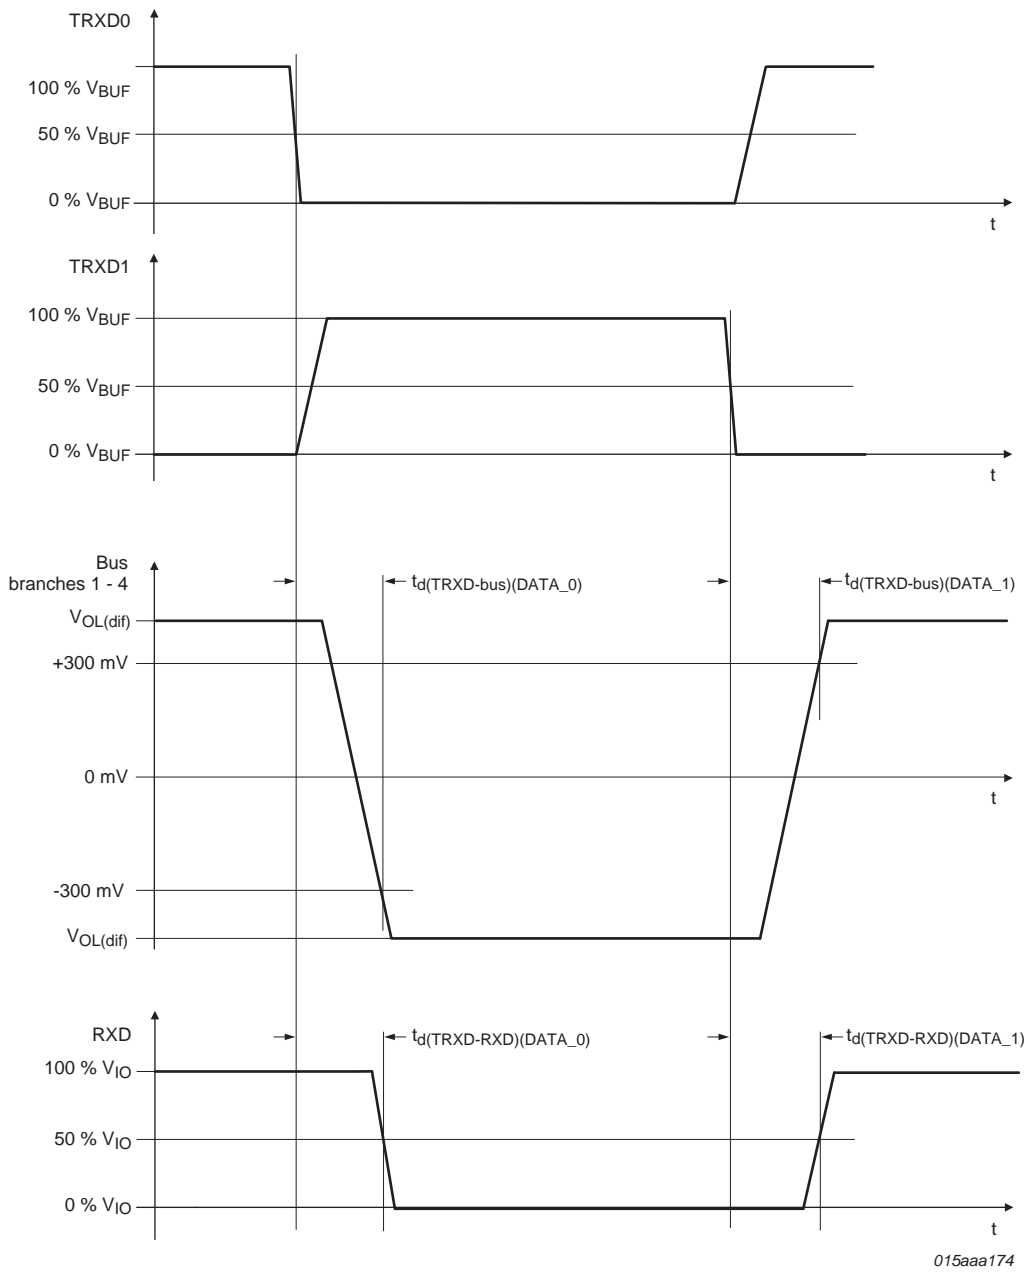 TRXD0
100 % VBUF
50 % VBUF
0 % VBUF
t
TRXD1
100 % VBUF
50 % VBUF
0 % VBUF
t
Bus
branches 1 - 4
td(TRXD-bus)(DATA_0)
td(TRXD-bus)(DATA_1)
VOL(dif)
+300 mV
0 mV
t
-300 mV
VOL(dif)
RXD
td(TRXD-RXD)(DATA_0)
td(TRXD-RXD)(DATA_1)
100 % VIO
50 % VIO
0 % VIO
t
015aaa174